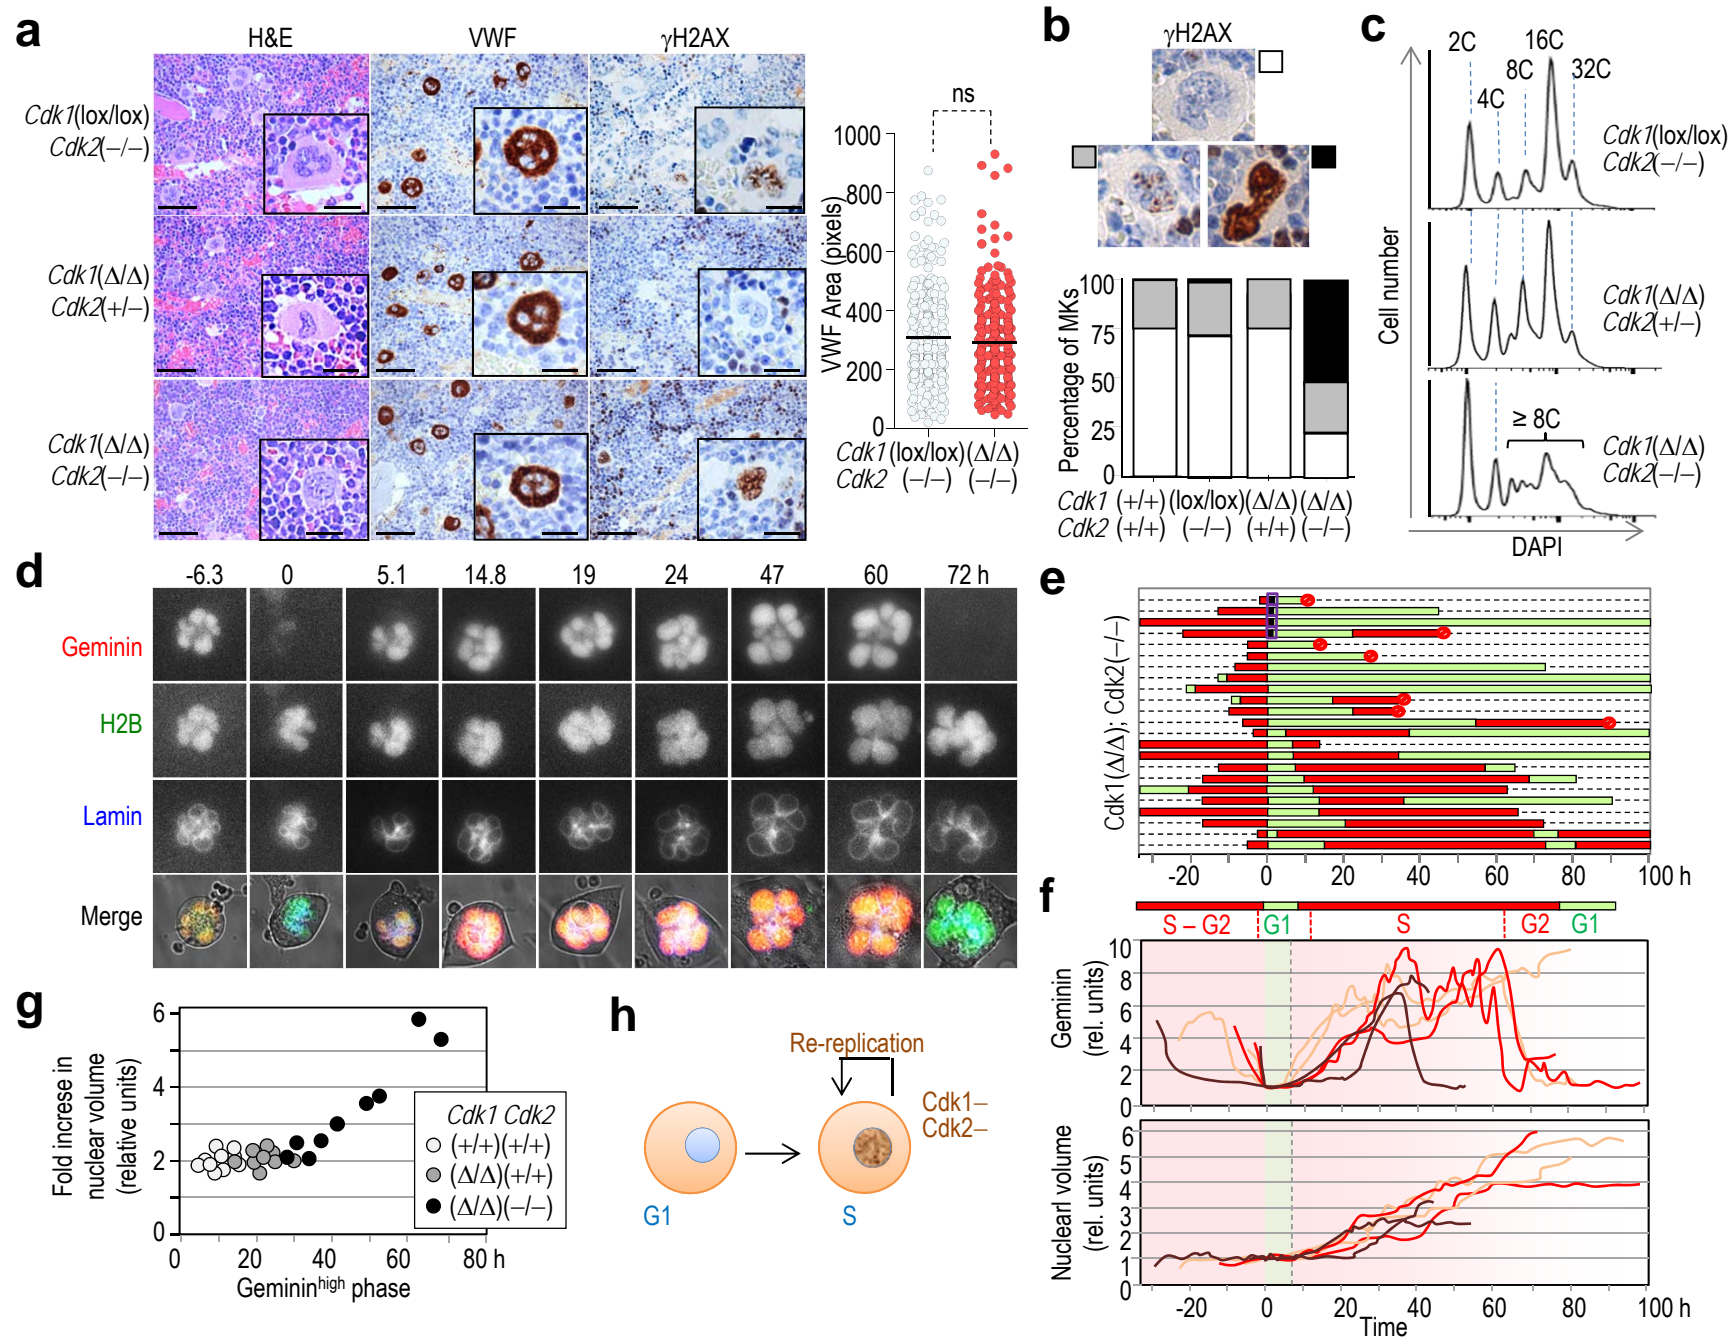 a
H&E
VWF
γH2AX
Cdk1(lox/lox)
Cdk2(−/−)
Cdk1(Δ/Δ)
Cdk2(+/−)
Cdk1(Δ/Δ)
Cdk2(−/−)
ns
VWF Area (pixels)
1000
800
600
400
200
0
Cdk1 (lox/lox) (Δ/Δ)
Cdk2 (−/−) (−/−)
b
γH2AX
Percentage of MKs
100
75
50
25
0
Cdk1 (+/+) (lox/lox) (Δ/Δ) (Δ/Δ)
Cdk2 (+/+) (−/−) (+/+) (−/−)
c
2C
4C
8C
16C
32C
Cdk1(lox/lox)
Cdk2(−/−)
Cdk1(Δ/Δ)
Cdk2(+/−)
≥ 8C
Cdk1(Δ/Δ)
Cdk2(−/−)
Cell number
DAPI
d
-6.3 0 5.1 14.8 19 24 47 60 72 h
Geminin
H2B
Lamin
Merge
e
Cdk1(Δ/Δ); Cdk2(−/−)
-20 0 20 40 60 80 100 h
f
S – G2 G1 S G2 G1
Geminin
(rel. units)
10
8
6
4
2
0
Nuclearl volume
(rel. units)
6
5
4
3
2
1
0
-20 0 20 40 60 80 100 h
Time
g
Fold increse in
nuclear volume
(relative units)
6
4
2
0
0 20 40 60 80 h
Geminin^high phase
Cdk1 Cdk2
(+/+)(+/+)
(Δ/Δ)(+/+)
(Δ/Δ)(−/−)
h
Re-replication
Cdk1–
Cdk2–
G1
S